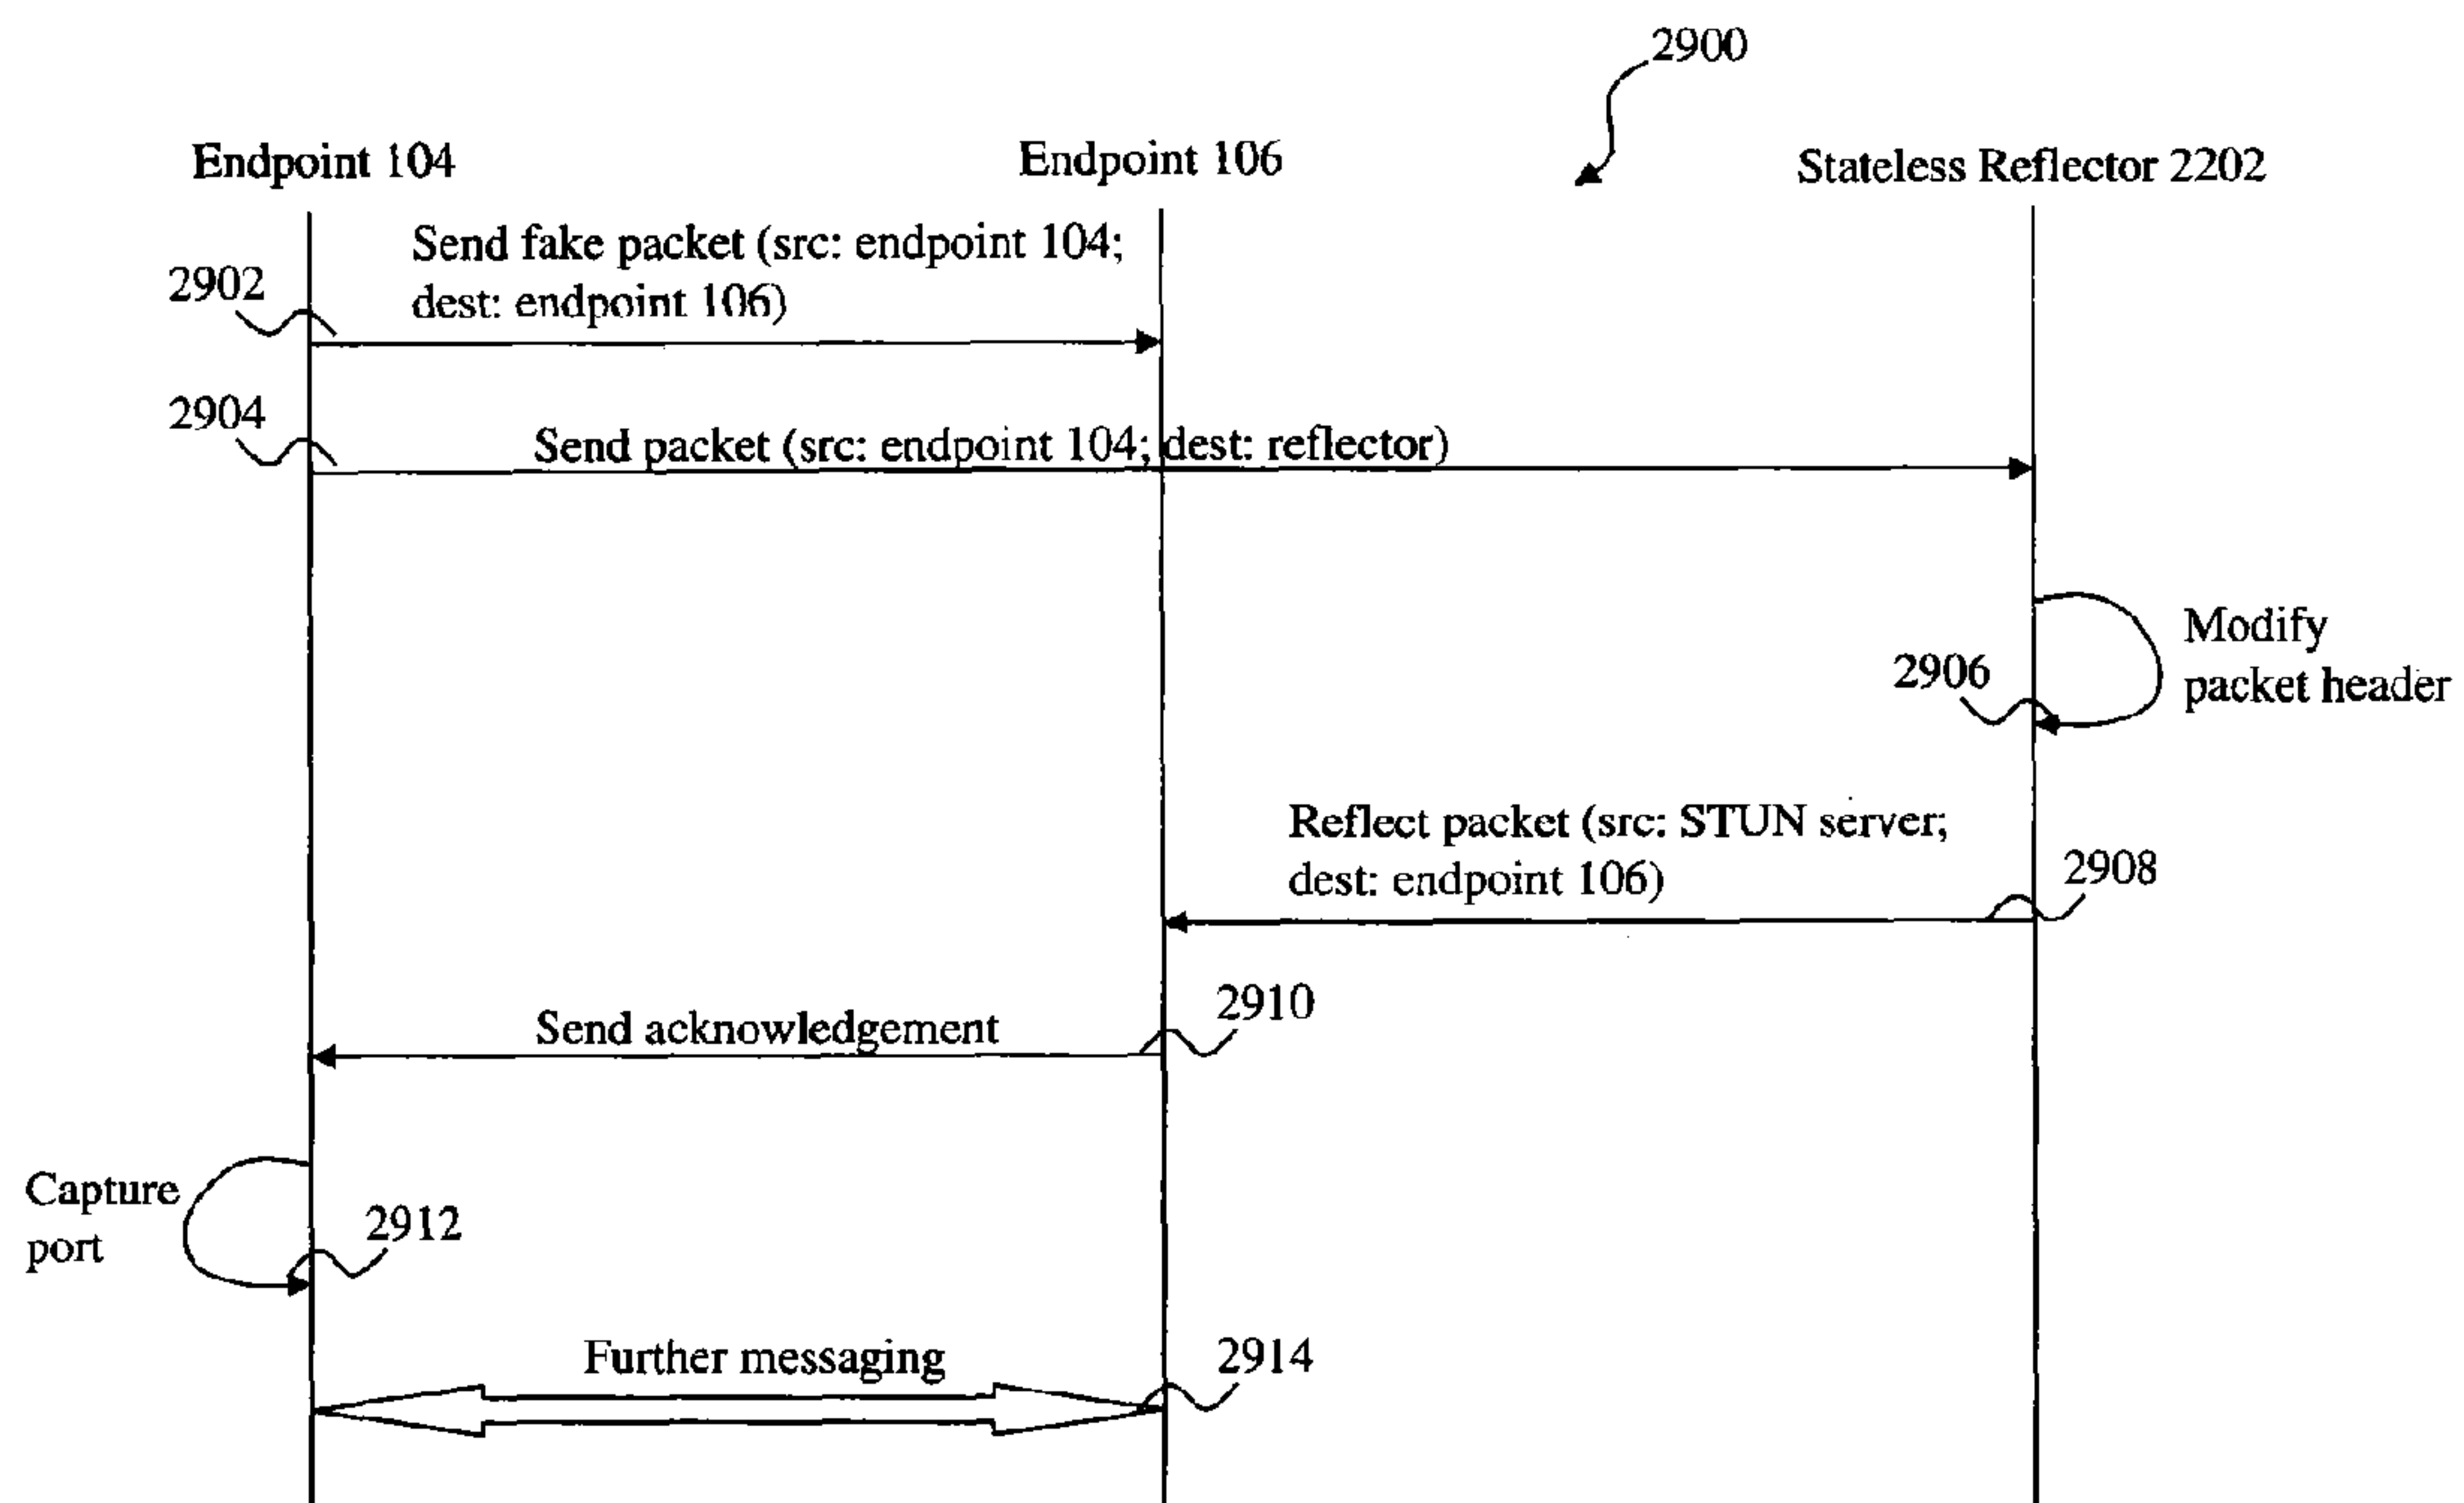 2900
Endpoint 104
Endpoint 106
Stateless Reflector 2202
Send fake packet (src: endpoint 104;
dest: endpoint 106)
2902
2904
Send packet (src: endpoint 104; dest: reflector)
Modify
packet header
2906
Reflect packet (src: STUN server;
dest: endpoint 106)
2908
2910
Send acknowledgement
Capture
port
2912
Further messaging
2914